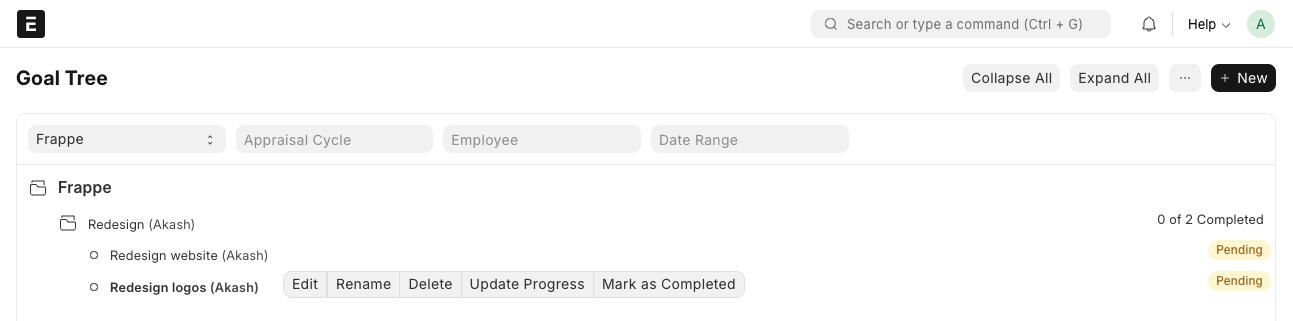 E
Search or type a command (Ctrl + G)
Help
A
Goal Tree
Collapse All
Expand All
···
+ New
Frappe
Appraisal Cycle
Employee
Date Range
Frappe
Redesign (Akash)
0 of 2 Completed
Redesign website (Akash)
Pending
Redesign logos (Akash)
Edit
Rename
Delete
Update Progress
Mark as Completed
Pending